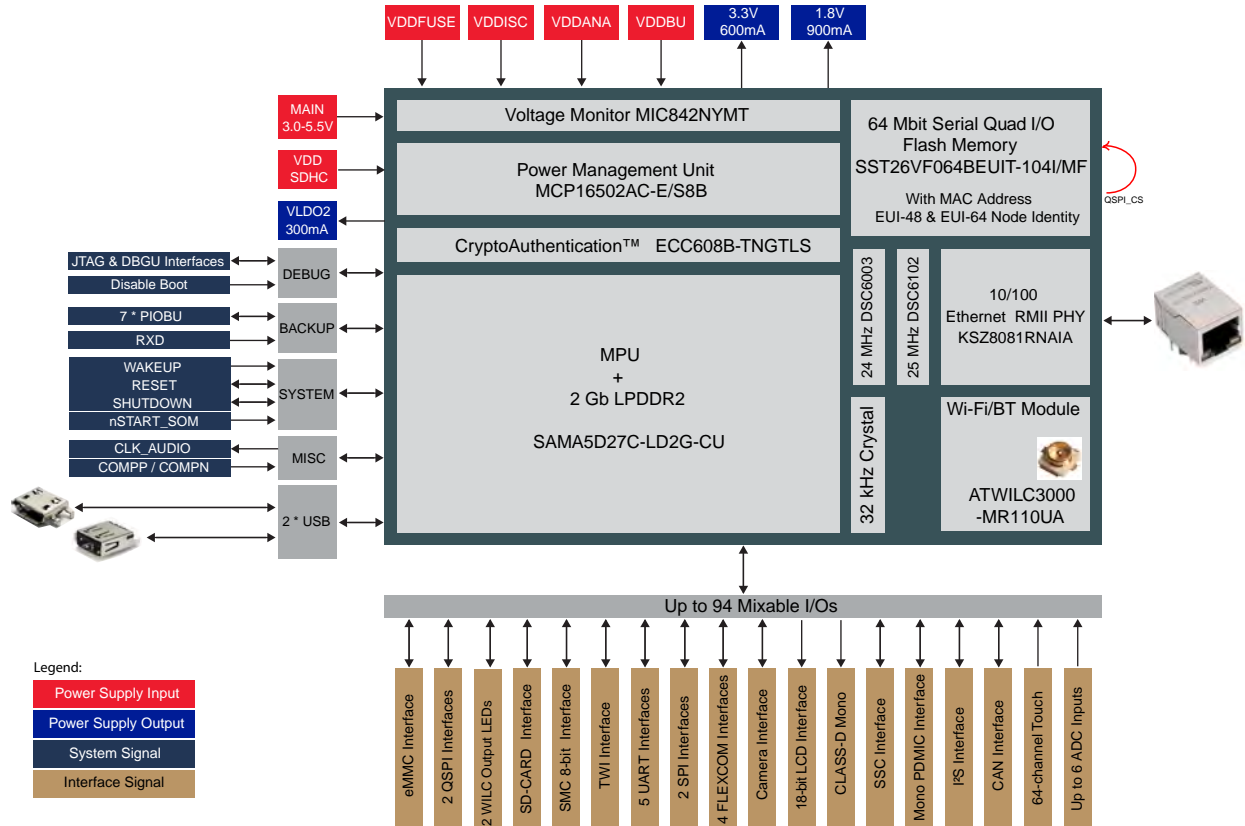 VDDFUSE
VDDISC
VDDANA
VDDBU
3.3V
600mA
1.8V
900mA
MAIN
3.0-5.5V
VDD
SDHC
VLDO2
300mA
Voltage Monitor MIC842NYMT
Power Management Unit
MCP16502AC-E/S8B
CryptoAuthentication™ ECC608B-TNGTLS
MPU
+
2 Gb LPDDR2
SAMA5D27C-LD2G-CU
64 Mbit Serial Quad I/O
Flash Memory
SST26VF064BEUIT-104I/MF
With MAC Address
EUI-48 & EUI-64 Node Identity
QSPI_CS
24 MHz DSC6003
25 MHz DSC6102
10/100
Ethernet RMII PHY
KSZ8081RNAIA
32 kHz Crystal
Wi-Fi/BT Module
ATWILC3000
-MR110UA
JTAG & DBGU Interfaces
Disable Boot
DEBUG
7 * PIOBU
RXD
BACKUP
WAKEUP
RESET
SHUTDOWN
nSTART_SOM
SYSTEM
CLK_AUDIO
COMPP / COMPN
MISC
2 * USB
Up to 94 Mixable I/Os
eMMC Interface
2 QSPI Interfaces
2 WILC Output LEDs
SD-CARD Interface
SMC 8-bit Interface
TWI Interface
5 UART Interfaces
2 SPI Interfaces
4 FLEXCOM Interfaces
Camera Interface
18-bit LCD Interface
CLASS-D Mono
SSC Interface
Mono PDMIC Interface
I²S Interface
CAN Interface
64-channel Touch
Up to 6 ADC Inputs
Legend:
Power Supply Input
Power Supply Output
System Signal
Interface Signal